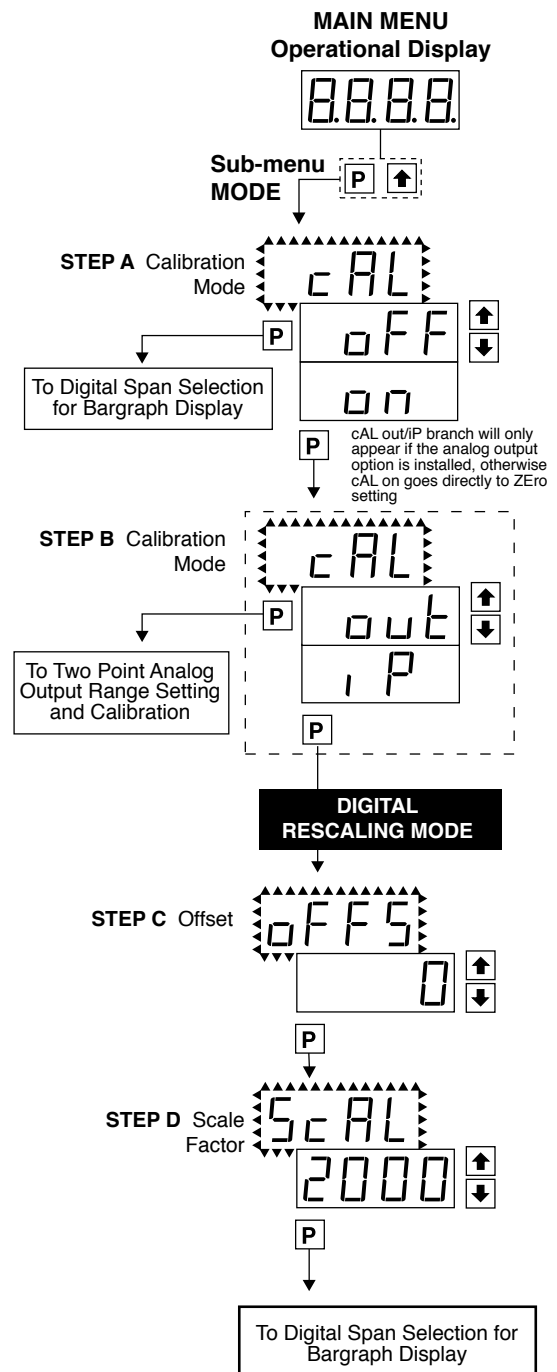 MAIN MENU
Operational Display
8.8.8.8.
Sub-menu
MODE
P
STEP A Calibration
Mode
cAL
P
oFF
To Digital Span Selection
for Bargraph Display
on
P
cAL out/iP branch will only
appear if the analog output
option is installed, otherwise
cAL on goes directly to ZEro
setting
STEP B Calibration
Mode
cAL
P
out
To Two Point Analog
Output Range Setting
and Calibration
iP
P
DIGITAL
RESCALING MODE
STEP C Offset
oFFS
0
P
STEP D Scale
Factor
ScAL
2000
P
To Digital Span Selection for
Bargraph Display